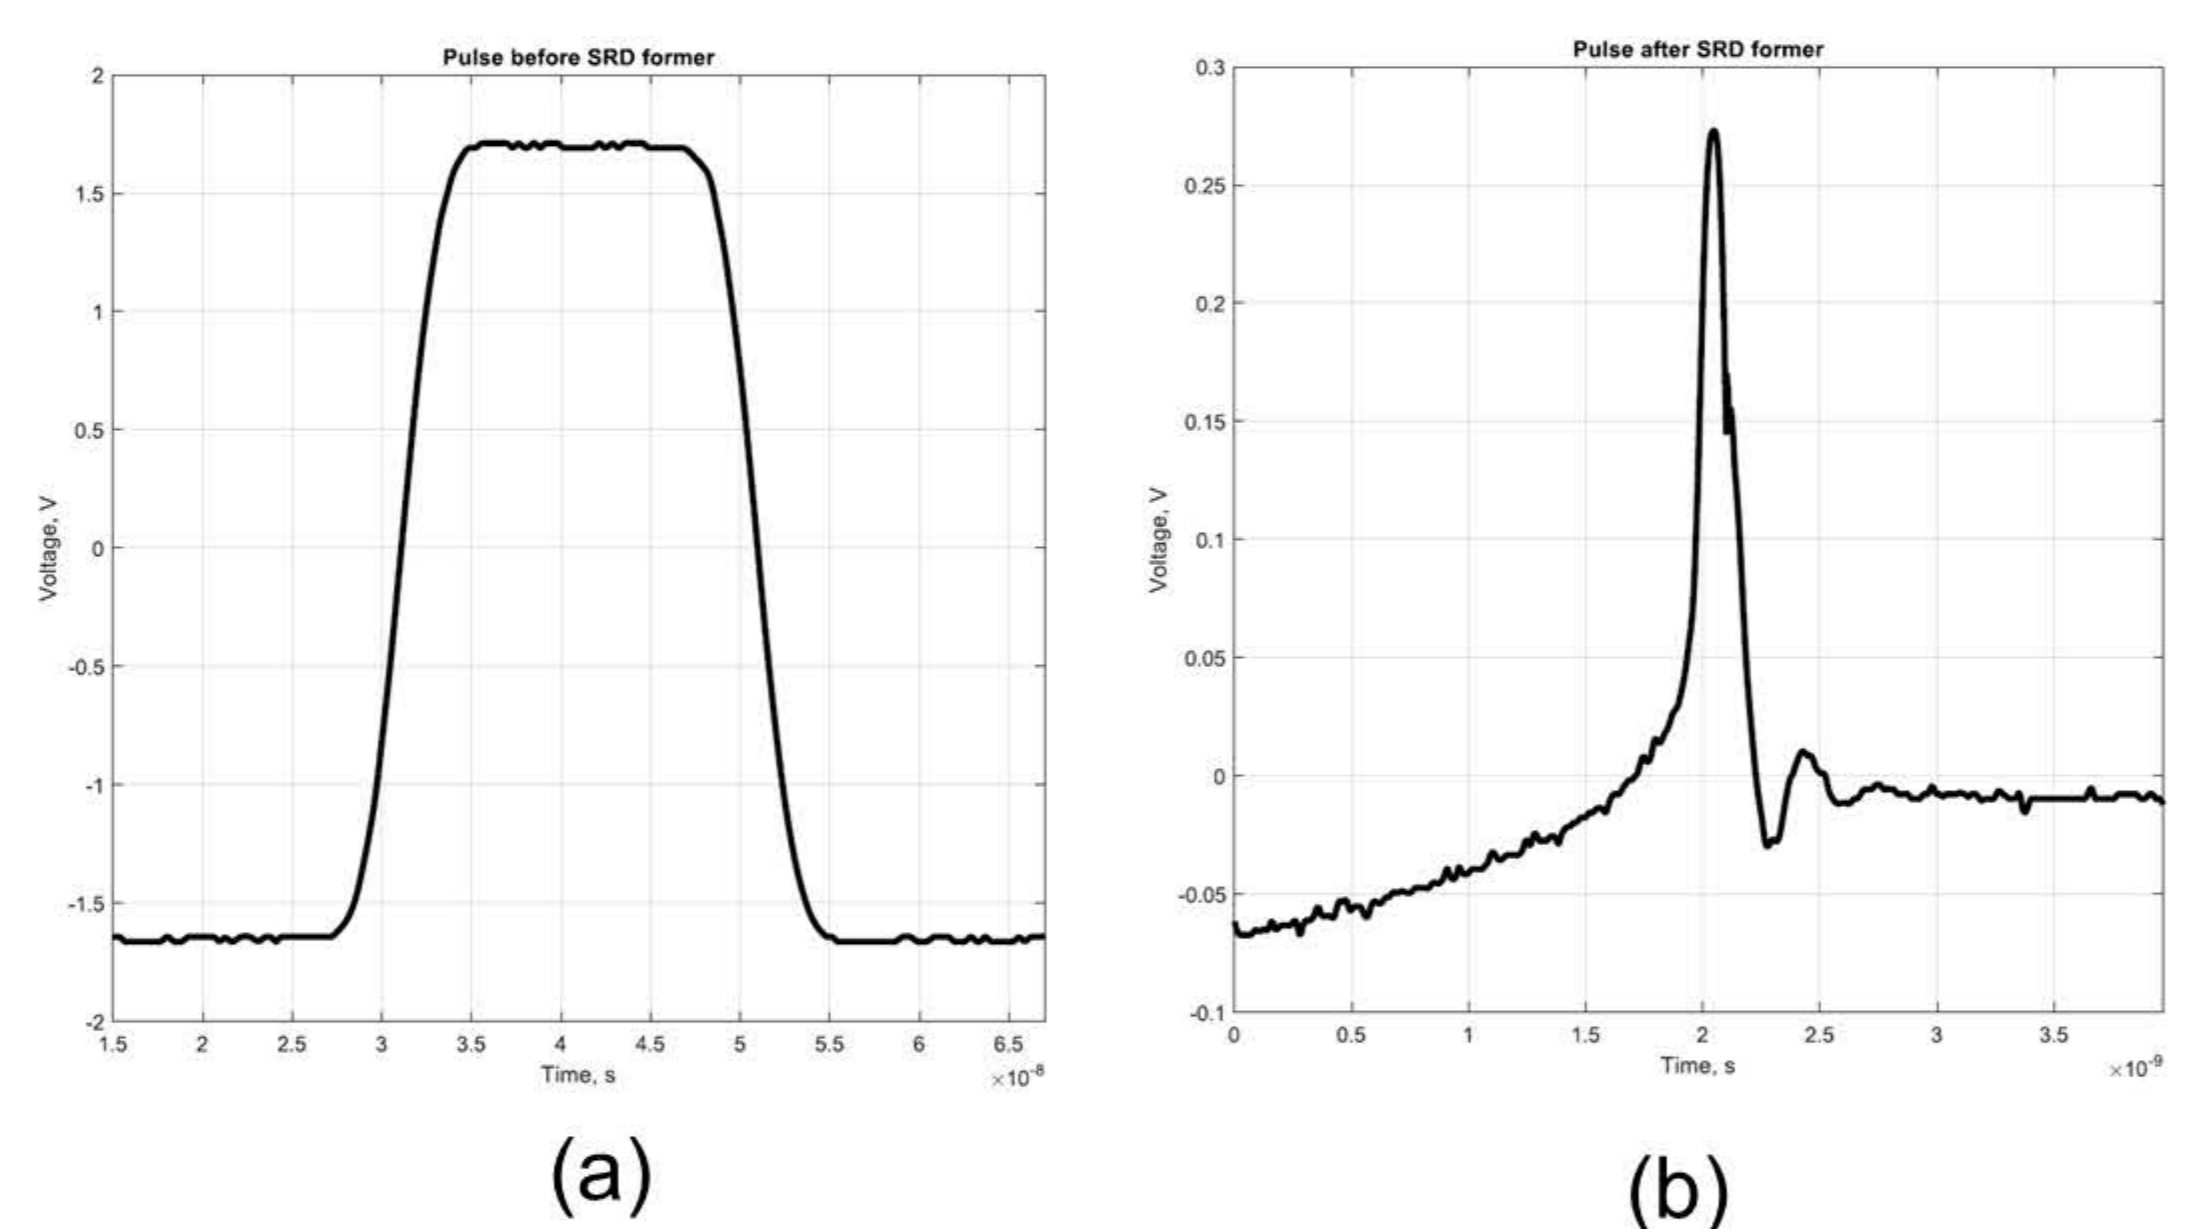 Pulse before SRD former
2
1.5
1
0.5
0
-0.5
-1
-1.5
-2
Voltage, V
1.5 2 2.5 3 3.5 4 4.5 5 5.5 6 6.5
Time, s
×10-8
(a)
Pulse after SRD former
0.3
0.25
0.2
0.15
0.1
0.05
0
-0.05
-0.1
Voltage, V
0 0.5 1 1.5 2 2.5 3 3.5
Time, s
×10-9
(b)